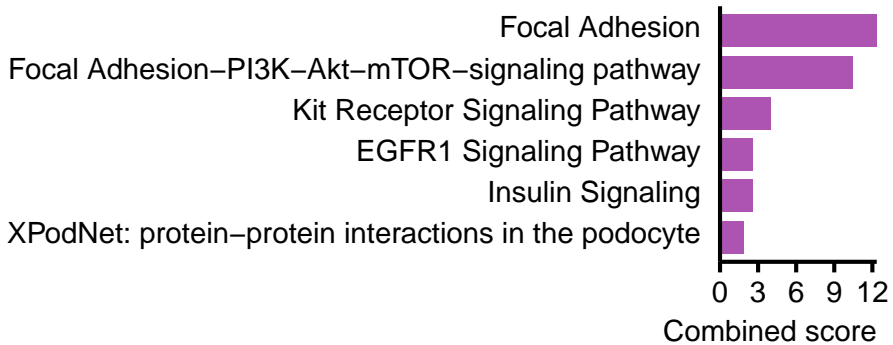 Focal Adhesion
Focal Adhesion−PI3K−Akt−mTOR−signaling pathway
Kit Receptor Signaling Pathway
EGFR1 Signaling Pathway
Insulin Signaling
XPodNet: protein−protein interactions in the podocyte
0 3 6 9 12
Combined score